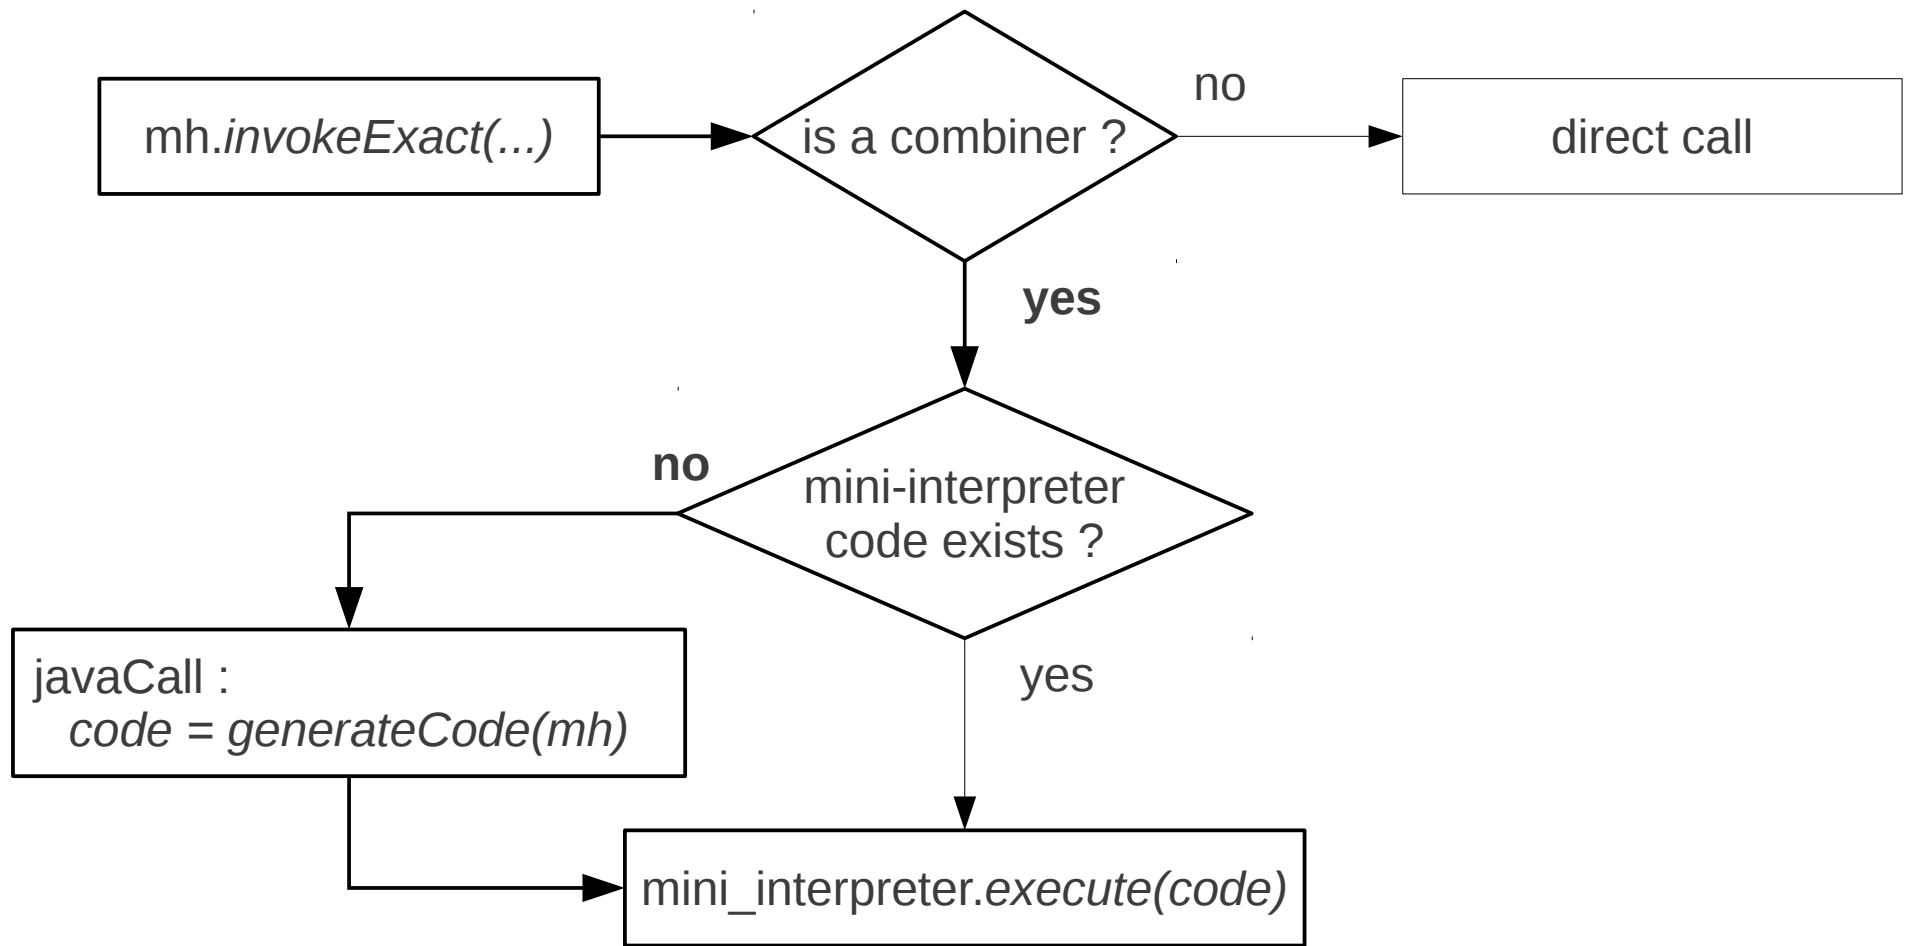 mh.invokeExact(...)
is a combiner ?
no
direct call
yes
no
mini-interpreter
code exists ?
javaCall :
code = generateCode(mh)
yes
mini_interpreter.execute(code)